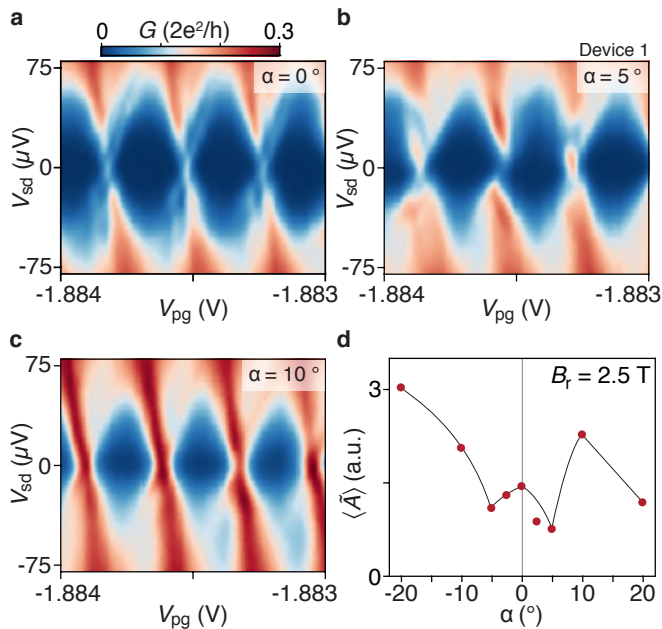 a
G (2e²/h)
0
0.3
Device 1
75
α = 0 °
0
-75
V_sd (μV)
-1.884
V_pg (V)
-1.883
b
75
α = 5 °
0
-75
V_sd (μV)
-1.884
V_pg (V)
-1.883
c
75
α = 10 °
0
-75
V_sd (μV)
-1.884
V_pg (V)
-1.883
d
B_r = 2.5 T
3
0
⟨Ã⟩ (a.u.)
-20
-10
0
10
20
α (°)